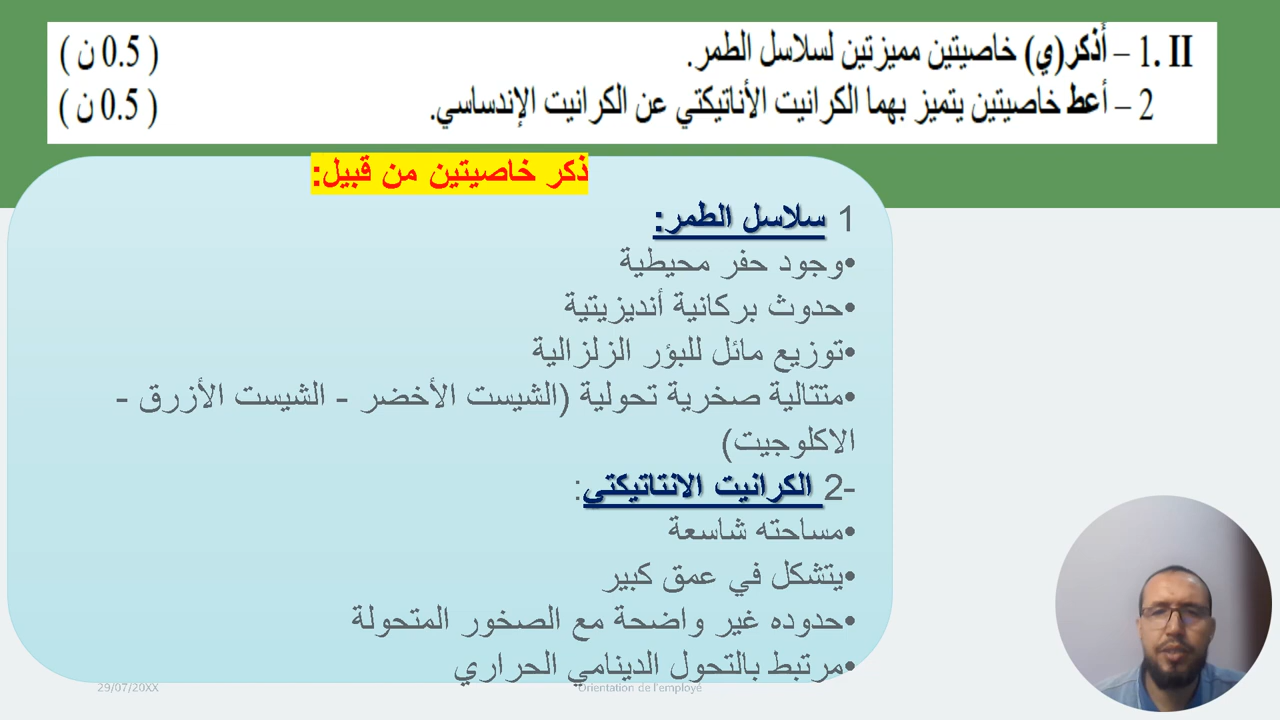 II .1 – أذكر(ي) خاصيتين مميزتين لسلاسل الطمر. ( 0.5 ن )
2 – أعط خاصيتين يتميز بهما الكرانيت الأناتيكتي عن الكرانيت الإندساسي. ( 0.5 ن )
ذكر خاصيتين من قبيل:
1 سلاسل الطمر:
•وجود حفر محيطية
•حدوث بركانية أنديزيتية
•توزيع مائل للبؤر الزلزالية
•متتالية صخرية تحولية (الشيست الأخضر - الشيست الأزرق -
الاكلوجيت)
2- الكرانيت الانتاتيكتي:
•مساحته شاسعة
•يتشكل في عمق كبير
•حدوده غير واضحة مع الصخور المتحولة
•مرتبط بالتحول الدينامي الحراري
29/07/20XX
Orientation de l'employé